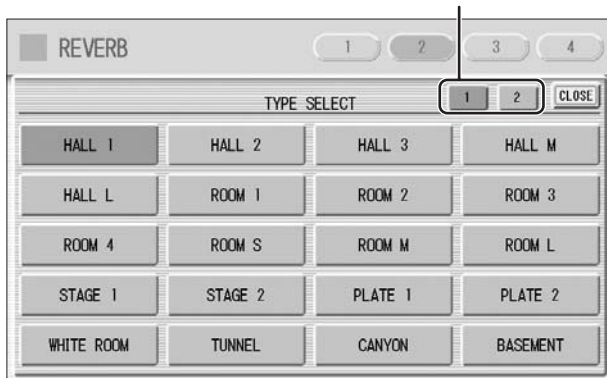 REVERB 1 2 3 4
TYPE SELECT 1 2 CLOSE
HALL 1 HALL 2 HALL 3 HALL M
HALL L ROOM 1 ROOM 2 ROOM 3
ROOM 4 ROOM S ROOM M ROOM L
STAGE 1 STAGE 2 PLATE 1 PLATE 2
WHITE ROOM TUNNEL CANYON BASEMENT